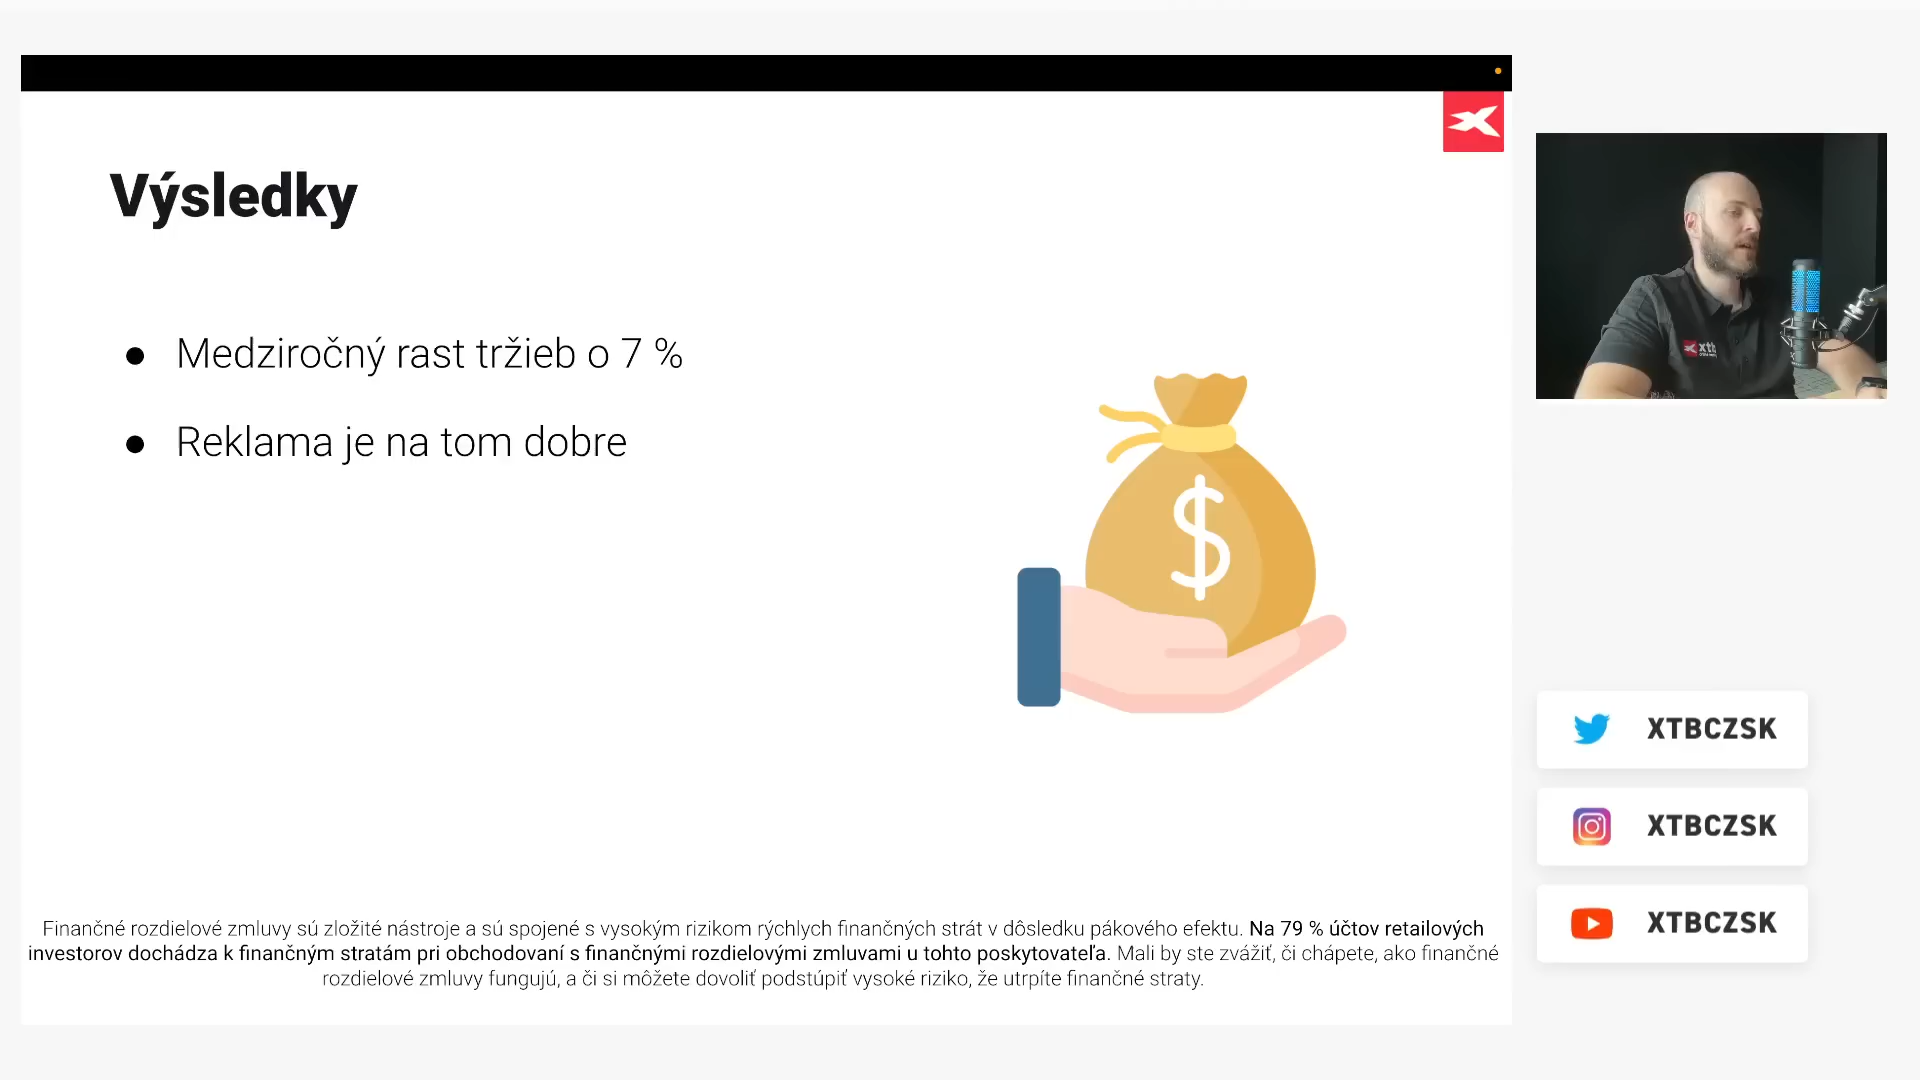 Výsledky
● Medziročný rast tržieb o 7 %
● Reklama je na tom dobre
$
xtb
Finančné rozdielové zmluvy sú zložité nástroje a sú spojené s vysokým rizikom rýchlych finančných strát v dôsledku pákového efektu. Na 79 % účtov retailových
investorov dochádza k finančným stratám pri obchodovaní s finančnými rozdielovými zmluvami u tohto poskytovateľa. Mali by ste zvážiť, či chápete, ako finančné
rozdielové zmluvy fungujú, a či si môžete dovoliť podstúpiť vysoké riziko, že utrpíte finančné straty.
XTBCZSK
XTBCZSK
XTBCZSK